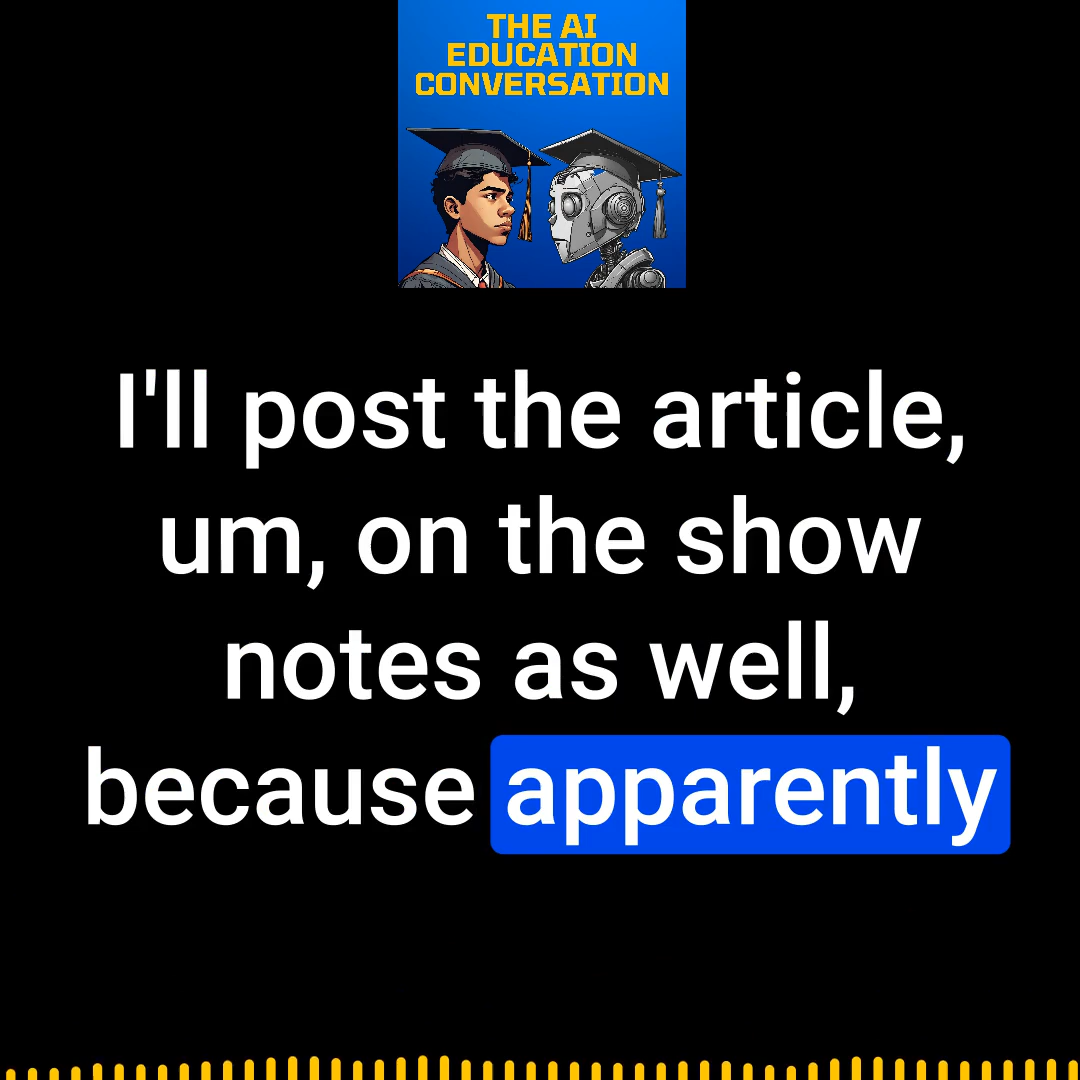 THE AI
EDUCATION
CONVERSATION
I'll post the article,
um, on the show
notes as well,
because apparently